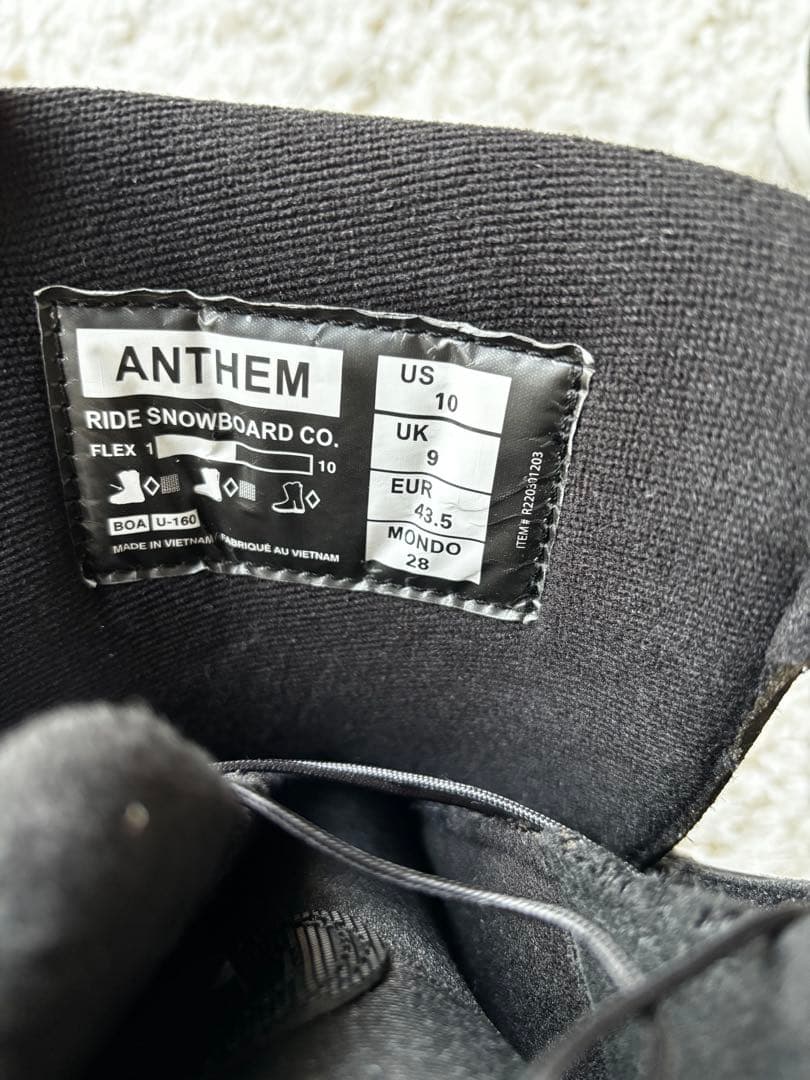 ANTHEM
RIDE SNOWBOARD CO.
FLEX 1 10
BOA U-160
MADE IN VIETNAM / FABRIQUÉ AU VIETNAM
US
10
UK
9
EUR
43.5
MONDO
28
ITEM# R220301203